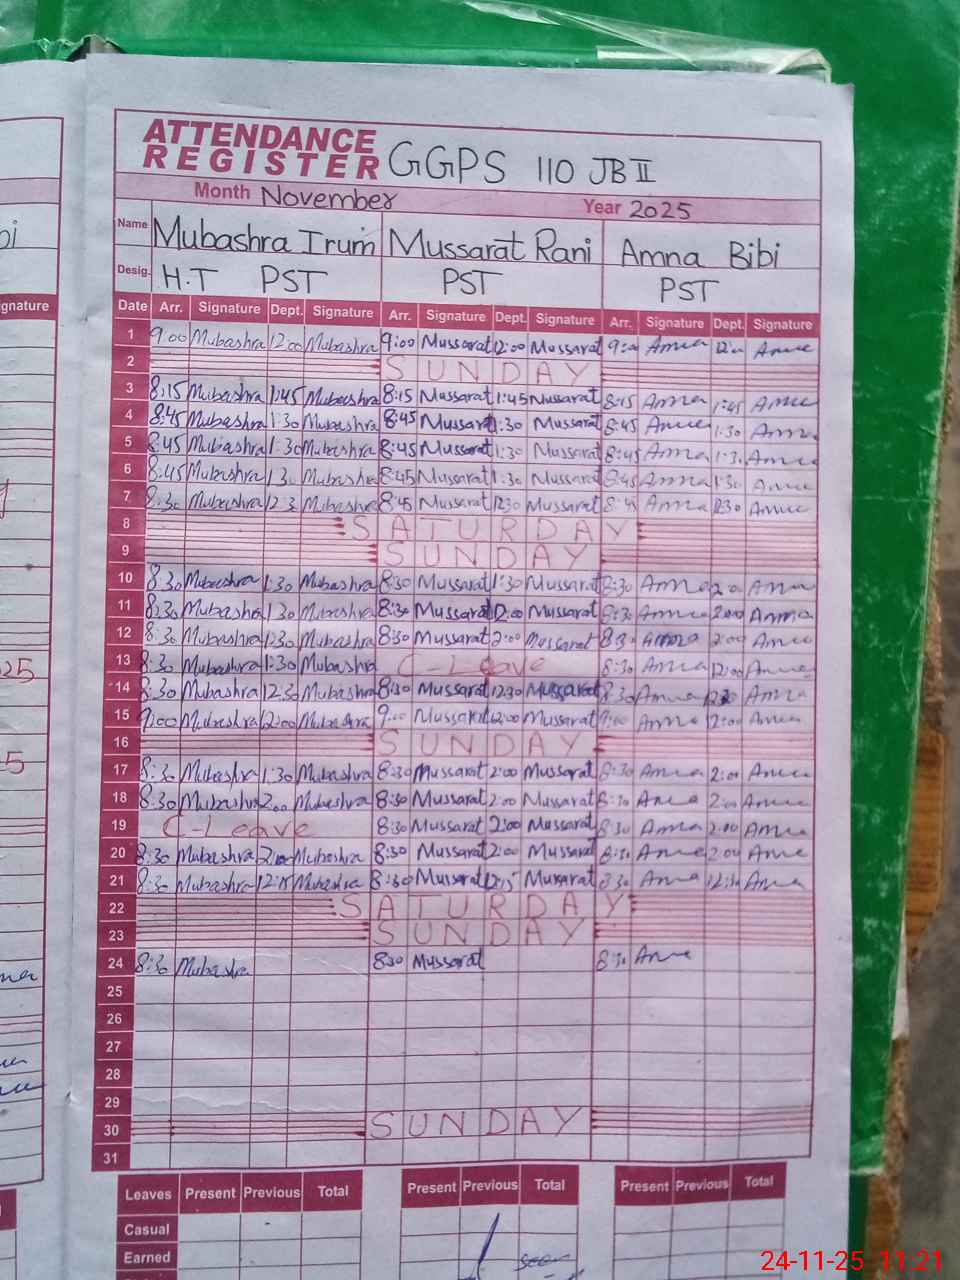 ATTENDANCE
REGISTER GGPS 110 JB II
Month November Year 2025
Name Mubashra Irum Mussarat Rani Amna Bibi
Desig. H.T PST PST PST
Date Arr. Signature Dept. Signature Arr. Signature Dept. Signature Arr. Signature Dept. Signature
1 9:00 Mubashra 12:00 Mubashra 9:00 Mussarat 12:00 Mussarat 9:00 Amna 12:00 Amna
2 SUNDAY
3 8:15 Mubashra 1:45 Mubashra 8:15 Mussarat 1:45 Mussarat 8:15 Amna 1:45 Amna
4 8:45 Mubashra 1:30 Mubashra 8:45 Mussarat 1:30 Mussarat 8:45 Amna 1:30 Amna
5 8:45 Mubashra 1:30 Mubashra 8:45 Mussarat 1:30 Mussarat 8:45 Amna 1:3 Amna
6 8:45 Mubashra 1:30 Mubashra 8:45 Mussarat 1:30 Mussarat 8:45 Amna 1:30 Amna
7 8:30 Mubashra 12:3 Mubashra 8:45 Mussarat 1230 Mussarat 8:45 Amna 1230 Amna
8 SATURDAY
9 SUNDAY
10 8:30 Mubashra 1:30 Mubashra 8:30 Mussarat 1:30 Mussarat 8:30 Amna 2:00 Amna
11 8:30 Mubashra 1:30 Mubashra 8:30 Mussarat 2:00 Mussarat 8:30 Amna 2:00 Amna
12 8:30 Mubashra 1:30 Mubashra 8:30 Mussarat 2:00 Mussarat 8:30 Amna 2:00 Amna
13 8:30 Mubashra 1:30 Mubashra C-Leave 8:30 Amna 12:00 Amna
14 8:30 Mubashra 12:30 Mubashra 8:30 Mussarat 12:30 Mussarat 8:30 Amna Amna
15 9:00 Mubashra 12:00 Mubashra 9:00 Mussarat 12:00 Mussarat 9:00 Amna 12:00 Amna
16 SUNDAY
17 8:30 Mubashra 1:30 Mubashra 8:30 Mussarat 2:00 Mussarat 8:30 Amna 2:00 Amna
18 8:30 Mubashra 2:00 Mubashra 8:30 Mussarat 2:00 Mussarat 8:30 Amna 2:00 Amna
19 C-Leave 8:30 Mussarat 2:00 Mussarat 8:30 Amna 2:00 Amna
20 8:30 Mubashra 2:00 Mubashra 8:30 Mussarat 2:00 Mussarat 8:30 Amna 2:00 Amna
21 8:30 Mubashra 12:15 Mubashra 8:30 Mussarat 12:15 Mussarat 8:30 Amna Amna
22 SATURDAY
23 SUNDAY
24 8:30 Mubashra 830 Mussarat 8:30 Amna
25
26
27
28
29
30 SUNDAY
31
Leaves Present Previous Total Present Previous Total Present Previous Total
Casual
Earned
24-11-25 11:21